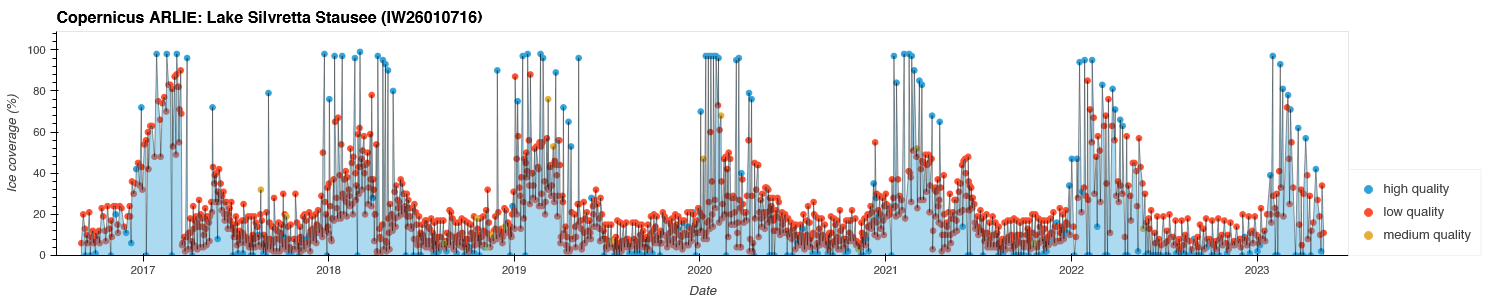 Copernicus ARLIE: Lake Silvretta Stausee (IW26010716)
Ice coverage (%)
100
80
60
40
20
0
2017
2018
2019
2020
2021
2022
2023
Date
high quality
low quality
medium quality